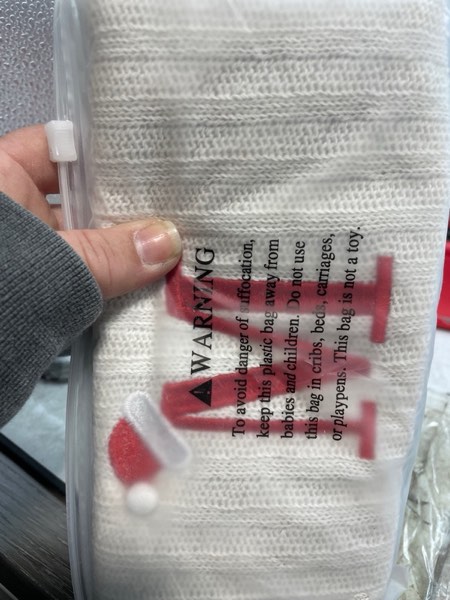 ⚠WARNING
To avoid danger of suffocation,
keep this plastic bag away from
babies and children. Do not use
this bag in cribs, beds, carriages,
or playpens. This bag is not a toy.
M